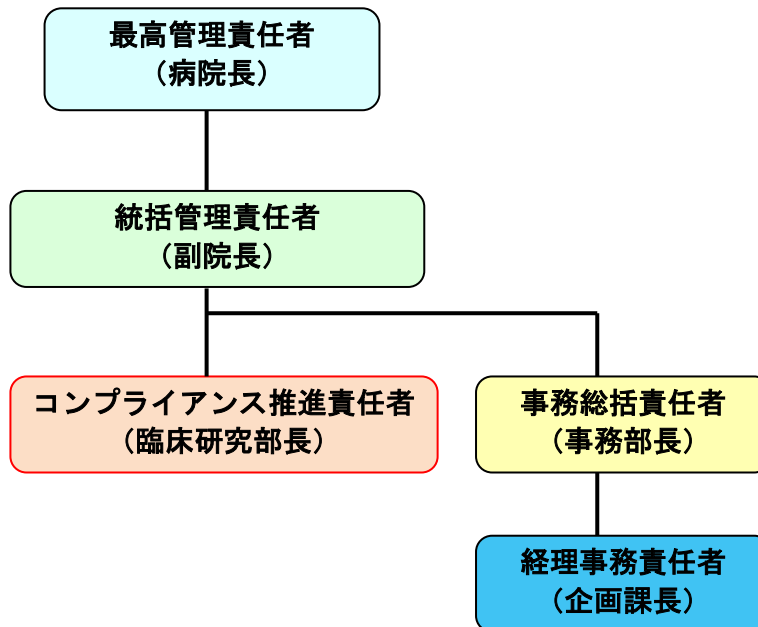 最高管理責任者
（病院長）
統括管理責任者
（副院長）
コンプライアンス推進責任者
（臨床研究部長）
事務総括責任者
（事務部長）
経理事務責任者
（企画課長）